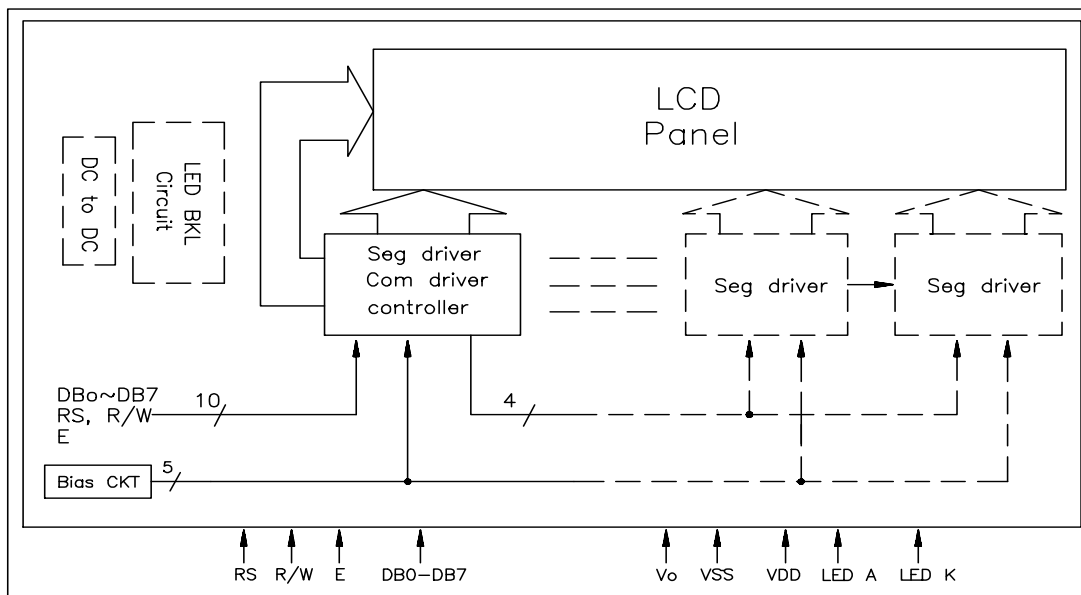 LCD
Panel
DC to DC
LED BKL
Circuit
Seg driver
Com driver
controller
Seg driver
Seg driver
DBo~DB7
RS, R/W
E
10
4
Bias CKT
5
RS
R/W
E
DB0-DB7
Vo
VSS
VDD
LED A
LED K